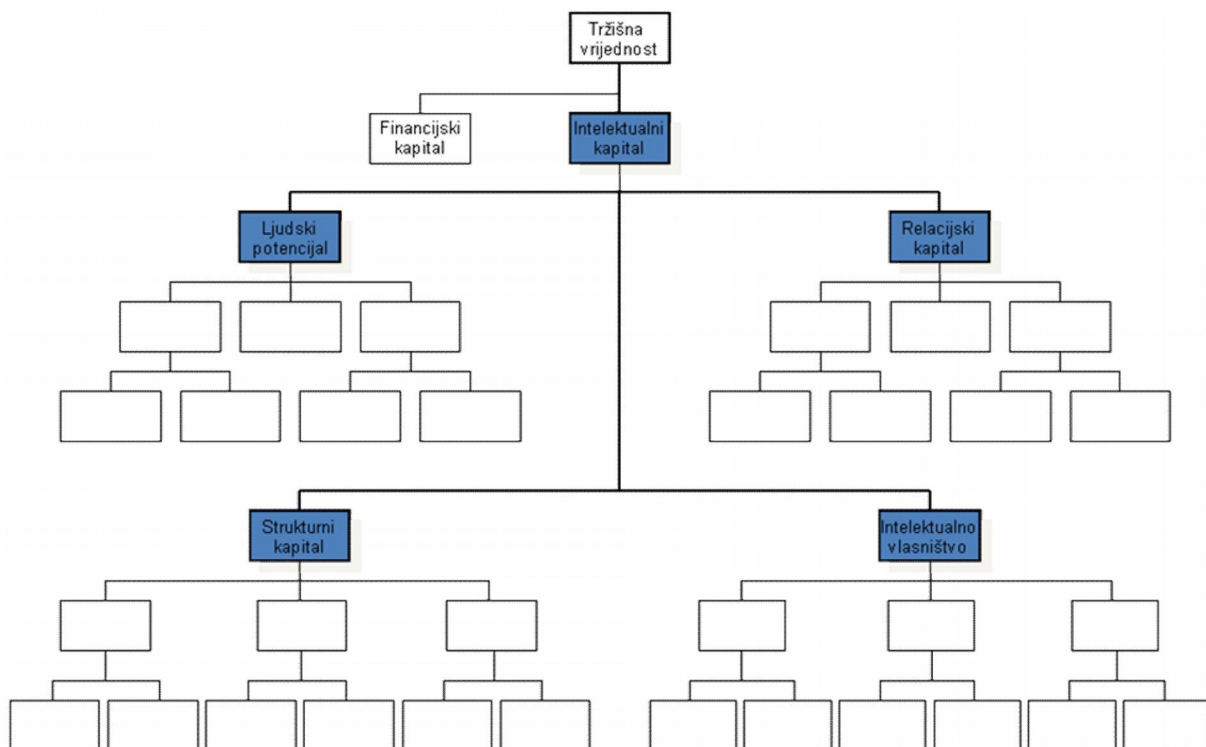 Tržišna
vrijednost
Financijski
kapital
Intelektualni
kapital
Ljudski
potencijal
Relacijski
kapital
Strukturni
kapital
Intelektualno
vlasništvo